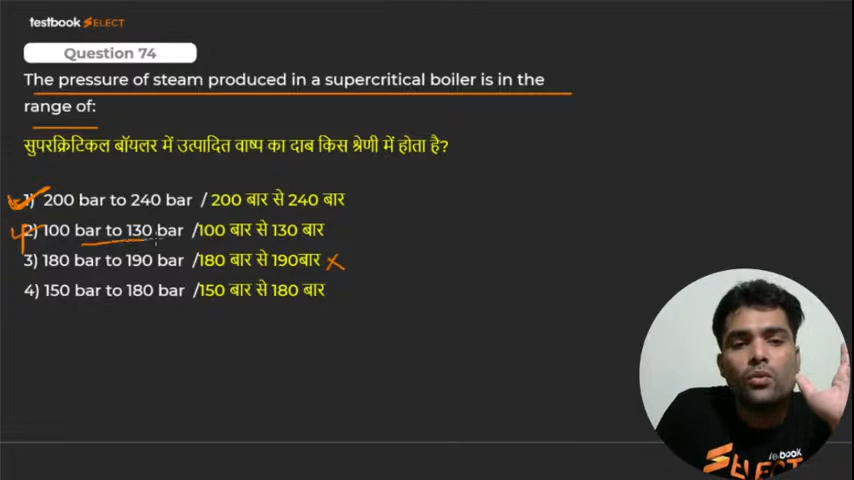 testbook SELECT
Question 74
The pressure of steam produced in a supercritical boiler is in the
range of:
सुपरक्रिटिकल बॉयलर में उत्पादित वाष्प का दाब किस श्रेणी में होता है?
1) 200 bar to 240 bar / 200 बार से 240 बार
2) 100 bar to 130 bar /100 बार से 130 बार
3) 180 bar to 190 bar /180 बार से 190बार
4) 150 bar to 180 bar /150 बार से 180 बार
testbook
SELECT